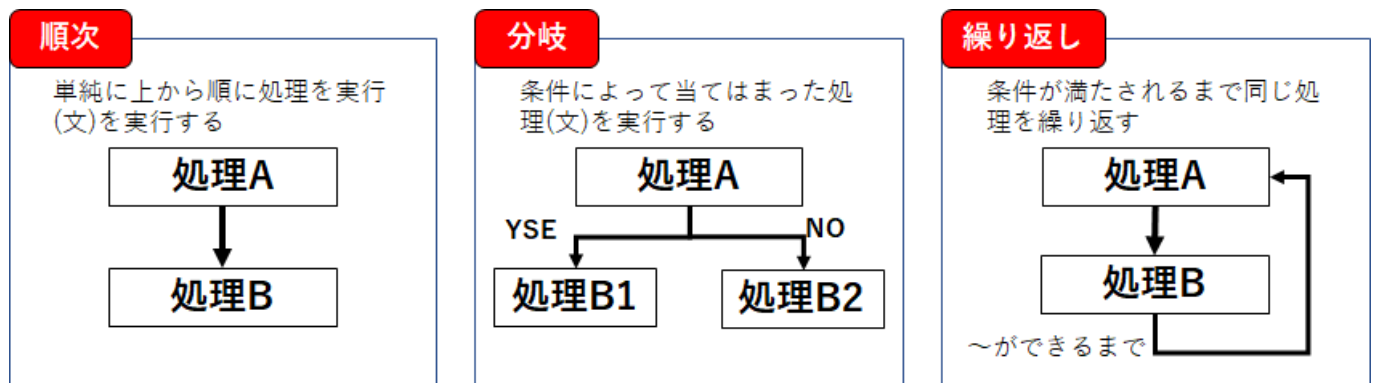 順次
単純に上から順に処理を実行
(文)を実行する
処理A
処理B
分岐
条件によって当てはまった処
理(文)を実行する
処理A
YSE
NO
処理B1
処理B2
繰り返し
条件が満たされるまで同じ処
理を繰り返す
処理A
処理B
～ができるまで